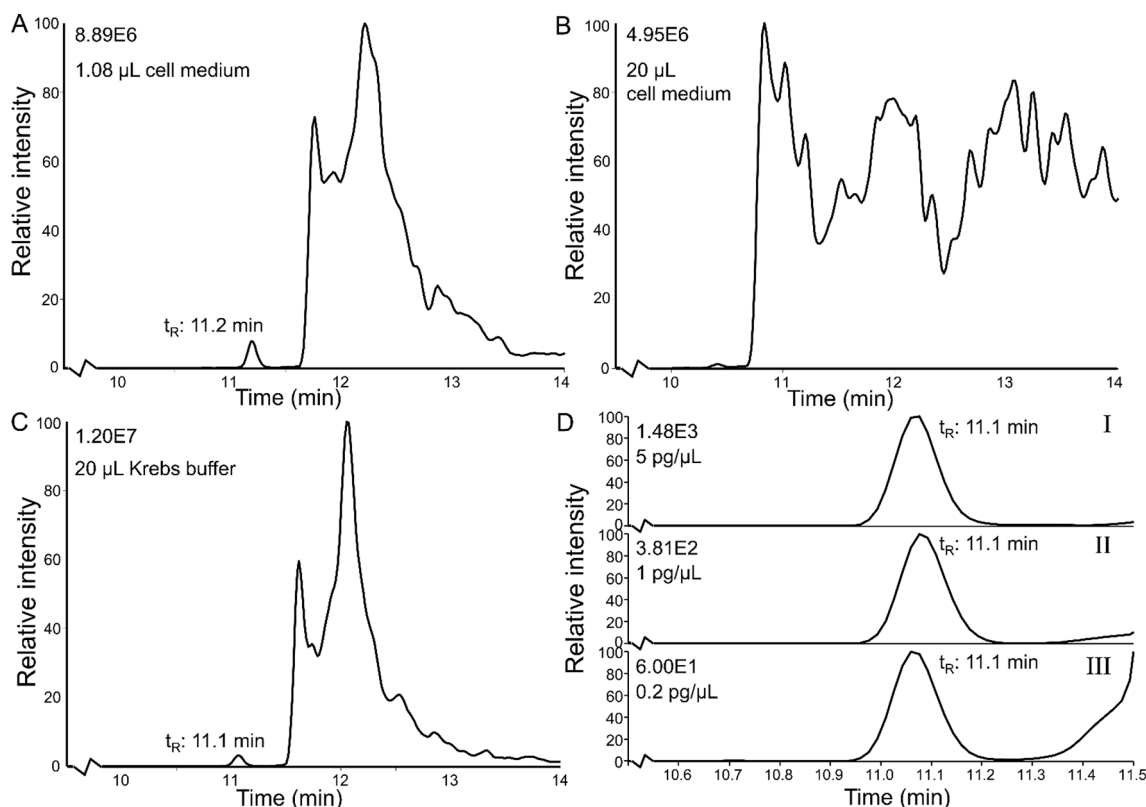 A
8.89E6
1.08 µL cell medium
tR: 11.2 min
Relative intensity
100
80
60
40
20
0
10
11
12
13
14
Time (min)
B
4.95E6
20 µL
cell medium
Relative intensity
100
80
60
40
20
0
10
11
12
13
14
Time (min)
C
1.20E7
20 µL Krebs buffer
tR: 11.1 min
Relative intensity
100
80
60
40
20
0
10
11
12
13
14
Time (min)
D
Relative intensity
100
80
60
40
20
0
1.48E3
5 pg/µL
tR: 11.1 min
I
100
80
60
40
20
0
3.81E2
1 pg/µL
tR: 11.1 min
II
100
80
60
40
20
0
6.00E1
0.2 pg/µL
tR: 11.1 min
III
10.6
10.7
10.8
10.9
11.0
11.1
11.2
11.3
11.4
11.5
Time (min)